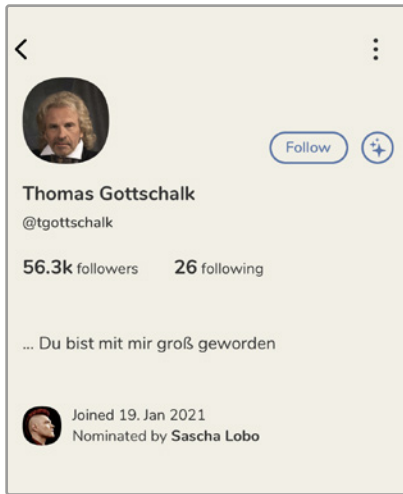 Follow
Thomas Gottschalk
@tgottschalk
56.3k followers 26 following
... Du bist mit mir groß geworden
Joined 19. Jan 2021
Nominated by Sascha Lobo